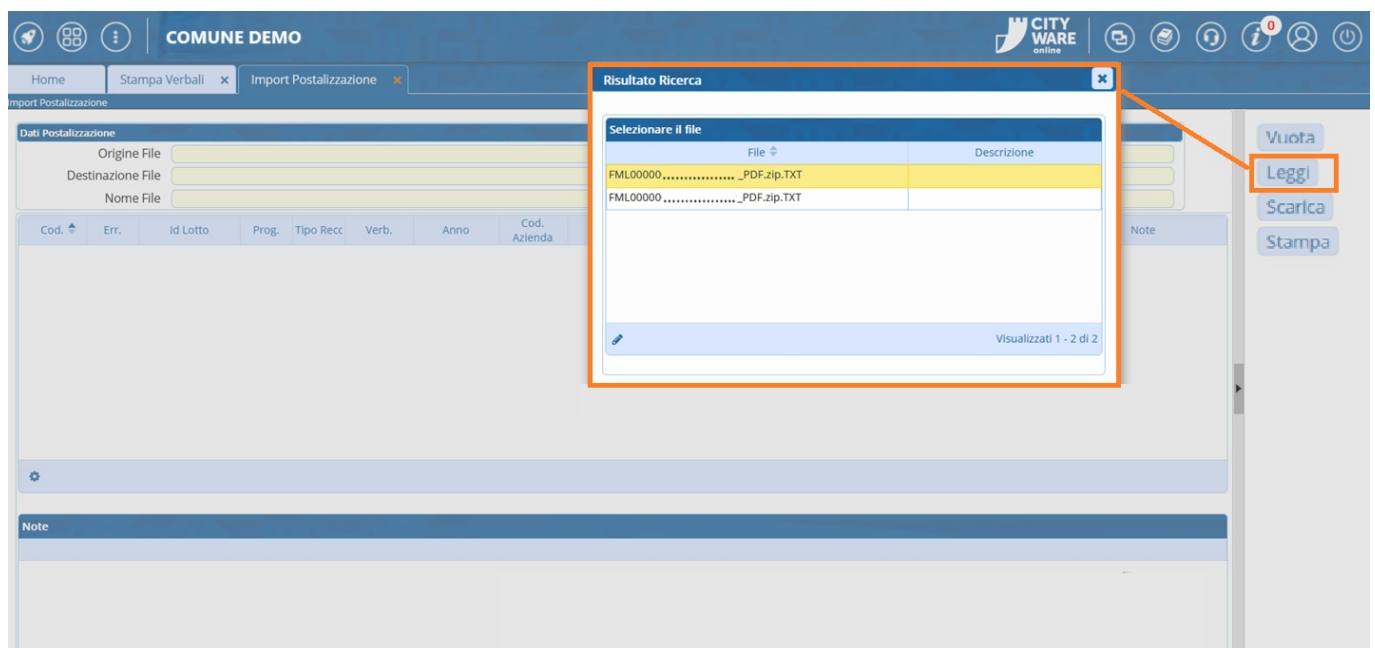 COMUNE DEMO
CITY
WARE
online
0
Home
Stampa Verbali x
Import Postalizzazione x
Import Postalizzazione
Dati Postalizzazione
Origine File
Destinazione File
Nome File
Cod. Err. Id Lotto Prog. Tipo Recc Verb. Anno Cod. Azienda Note
Note
Risultato Ricerca
Selezionare il file
File Descrizione
FML00000................. _PDF.zip.TXT
FML00000................._PDF.zip.TXT
Visualizzati 1 - 2 di 2
Vuota
Leggi
Scarica
Stampa